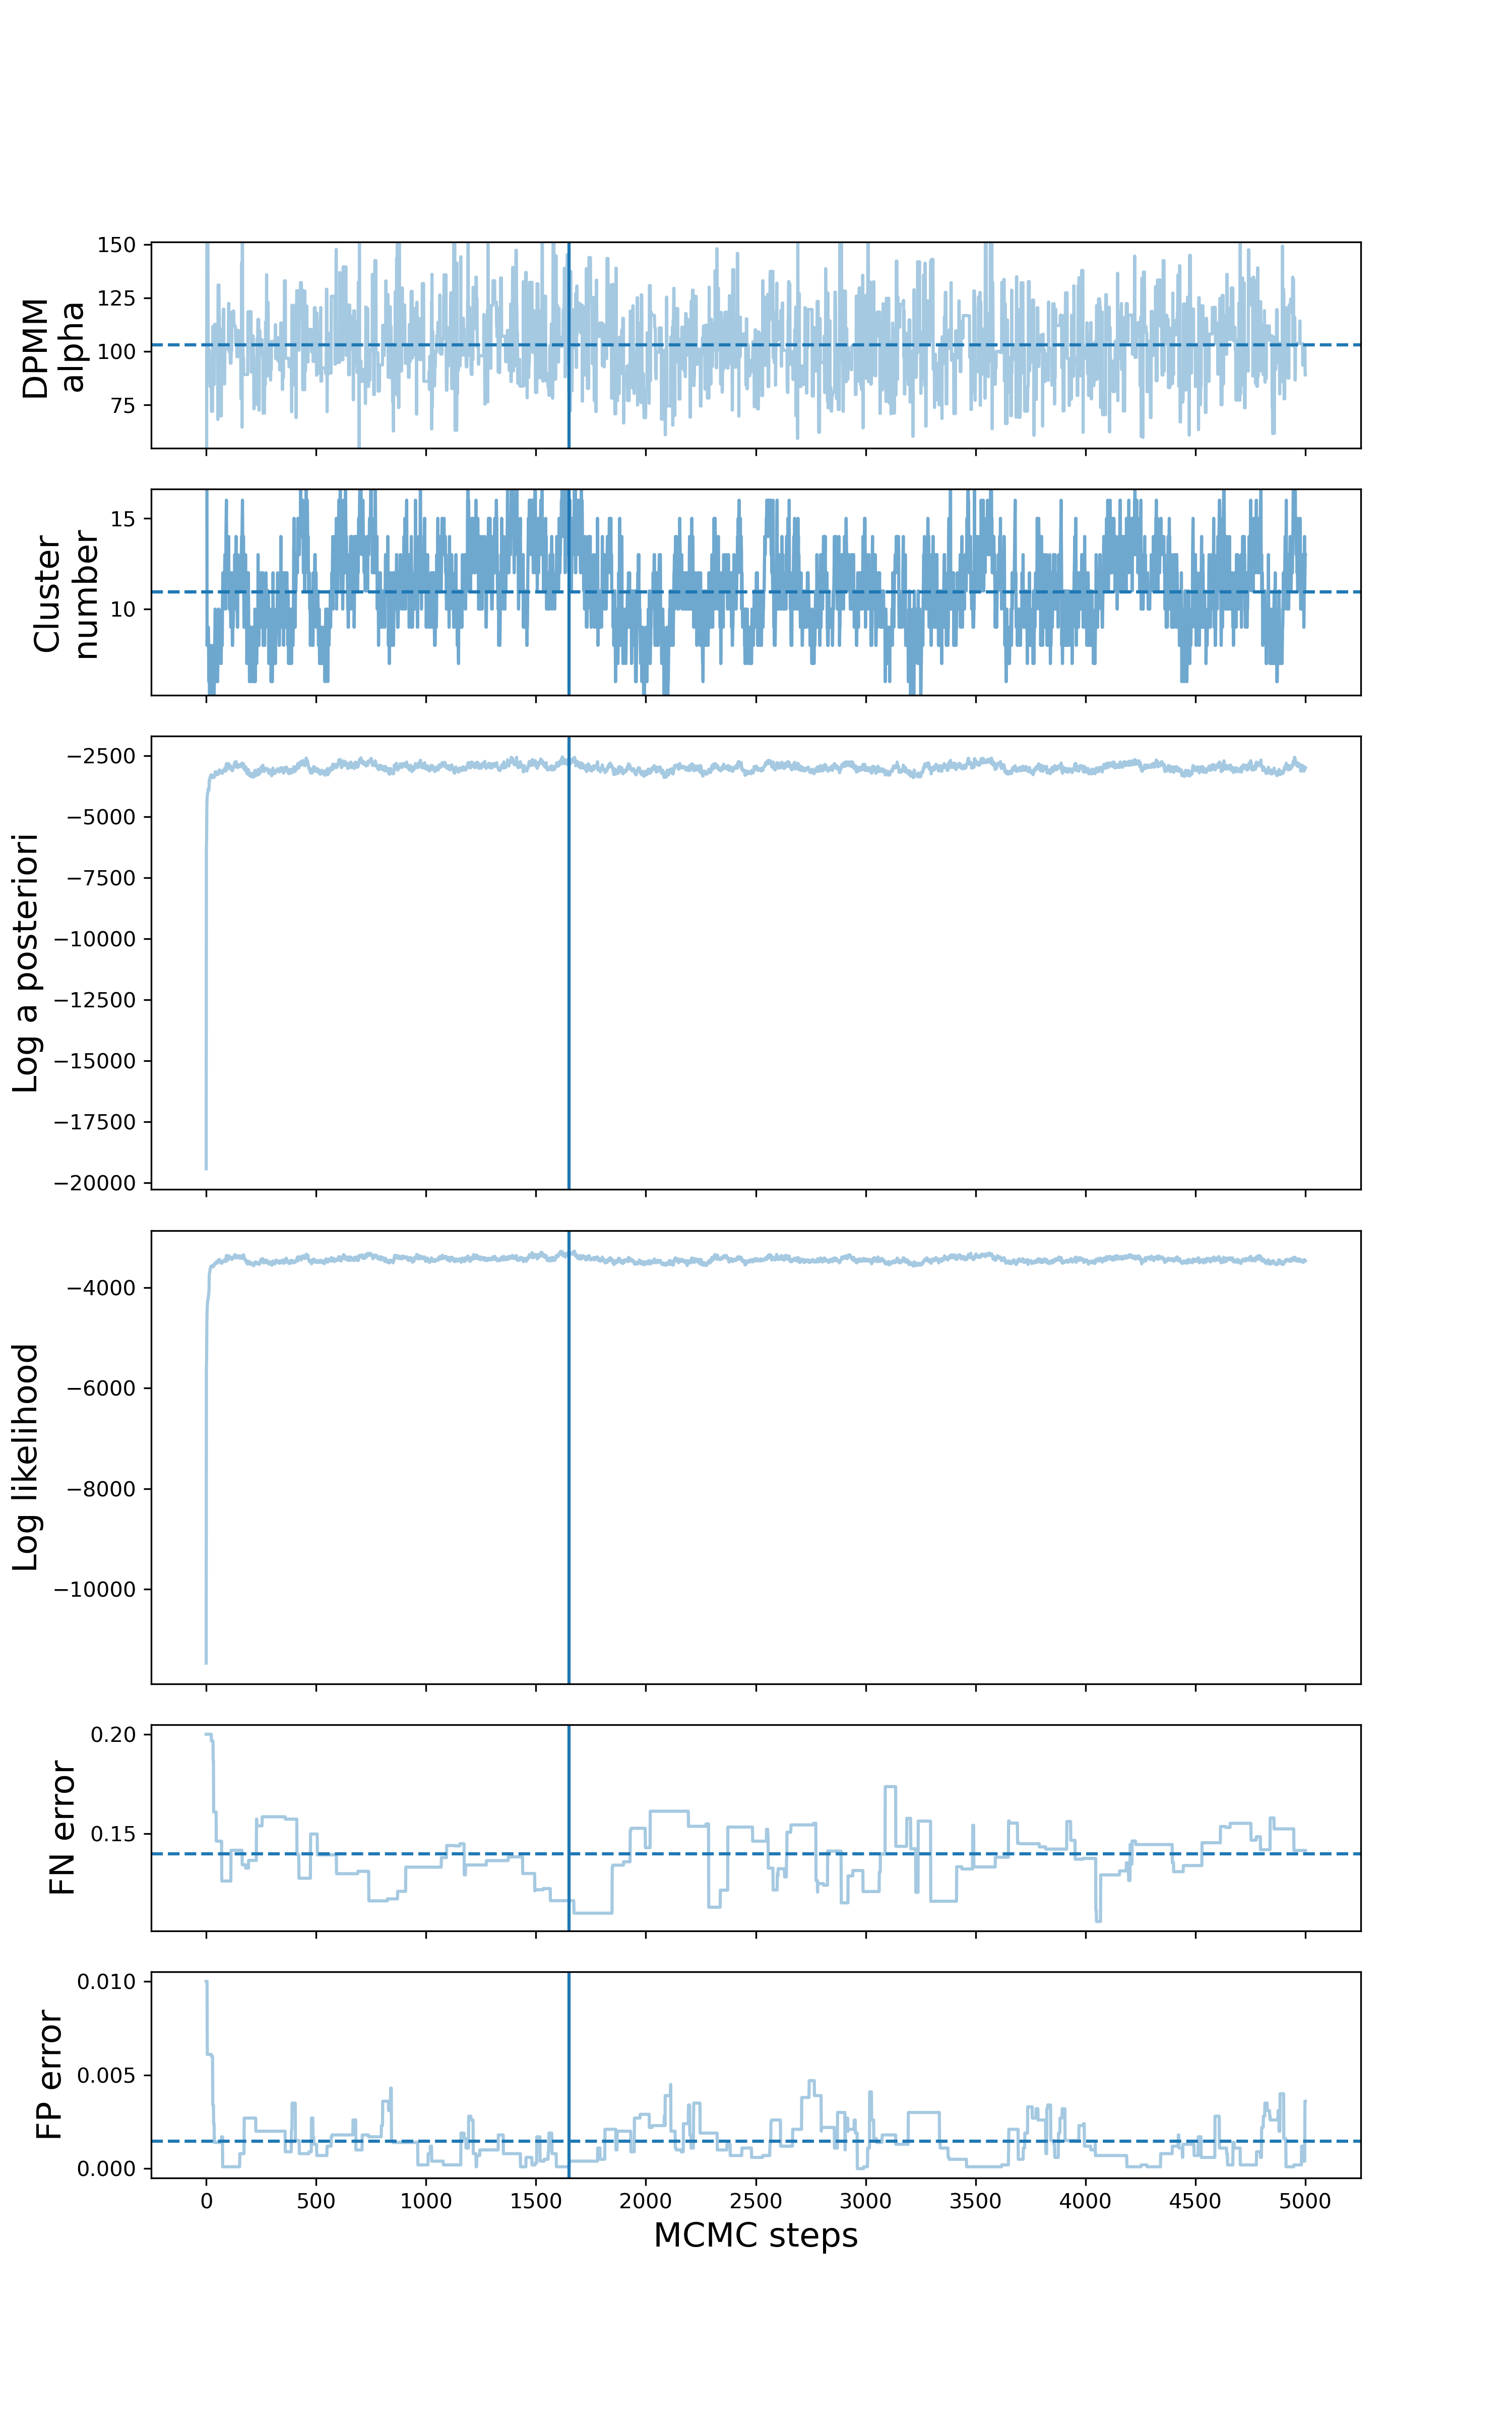 DPMM
alpha
150
125
100
75
Cluster
number
15
10
Log a posteriori
−2500
−5000
−7500
−10000
−12500
−15000
−17500
−20000
Log likelihood
−4000
−6000
−8000
−10000
FN error
0.20
0.15
FP error
0.010
0.005
0.000
0 500 1000 1500 2000 2500 3000 3500 4000 4500 5000
MCMC steps